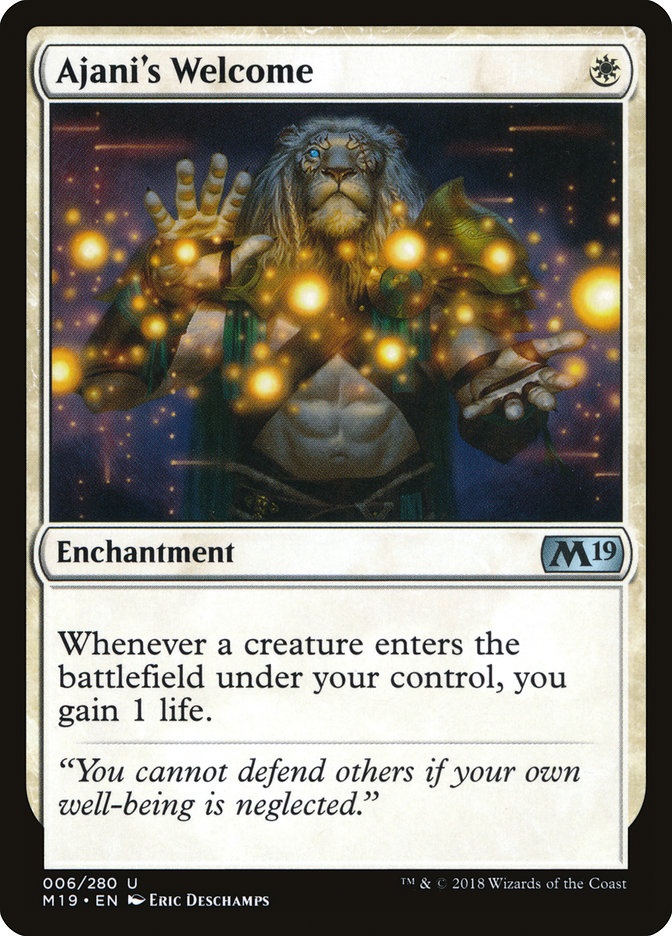 Ajani's Welcome
Enchantment
M19
Whenever a creature enters the
battlefield under your control, you
gain 1 life.
“You cannot defend others if your own
well-being is neglected.”
006/280 U
M19 • EN Eric Deschamps
™ & © 2018 Wizards of the Coast